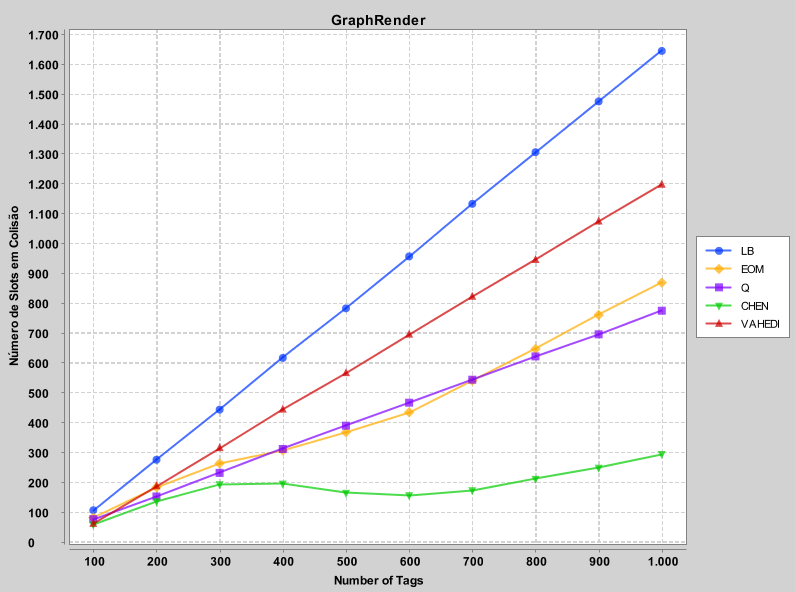 GraphRender
1.700
1.600
1.500
1.400
1.300
1.200
1.100
1.000
900
800
700
600
500
400
300
200
100
0
Número de Slots em Colisão
100 200 300 400 500 600 700 800 900 1.000
Number of Tags
LB
EOM
Q
CHEN
VAHEDI